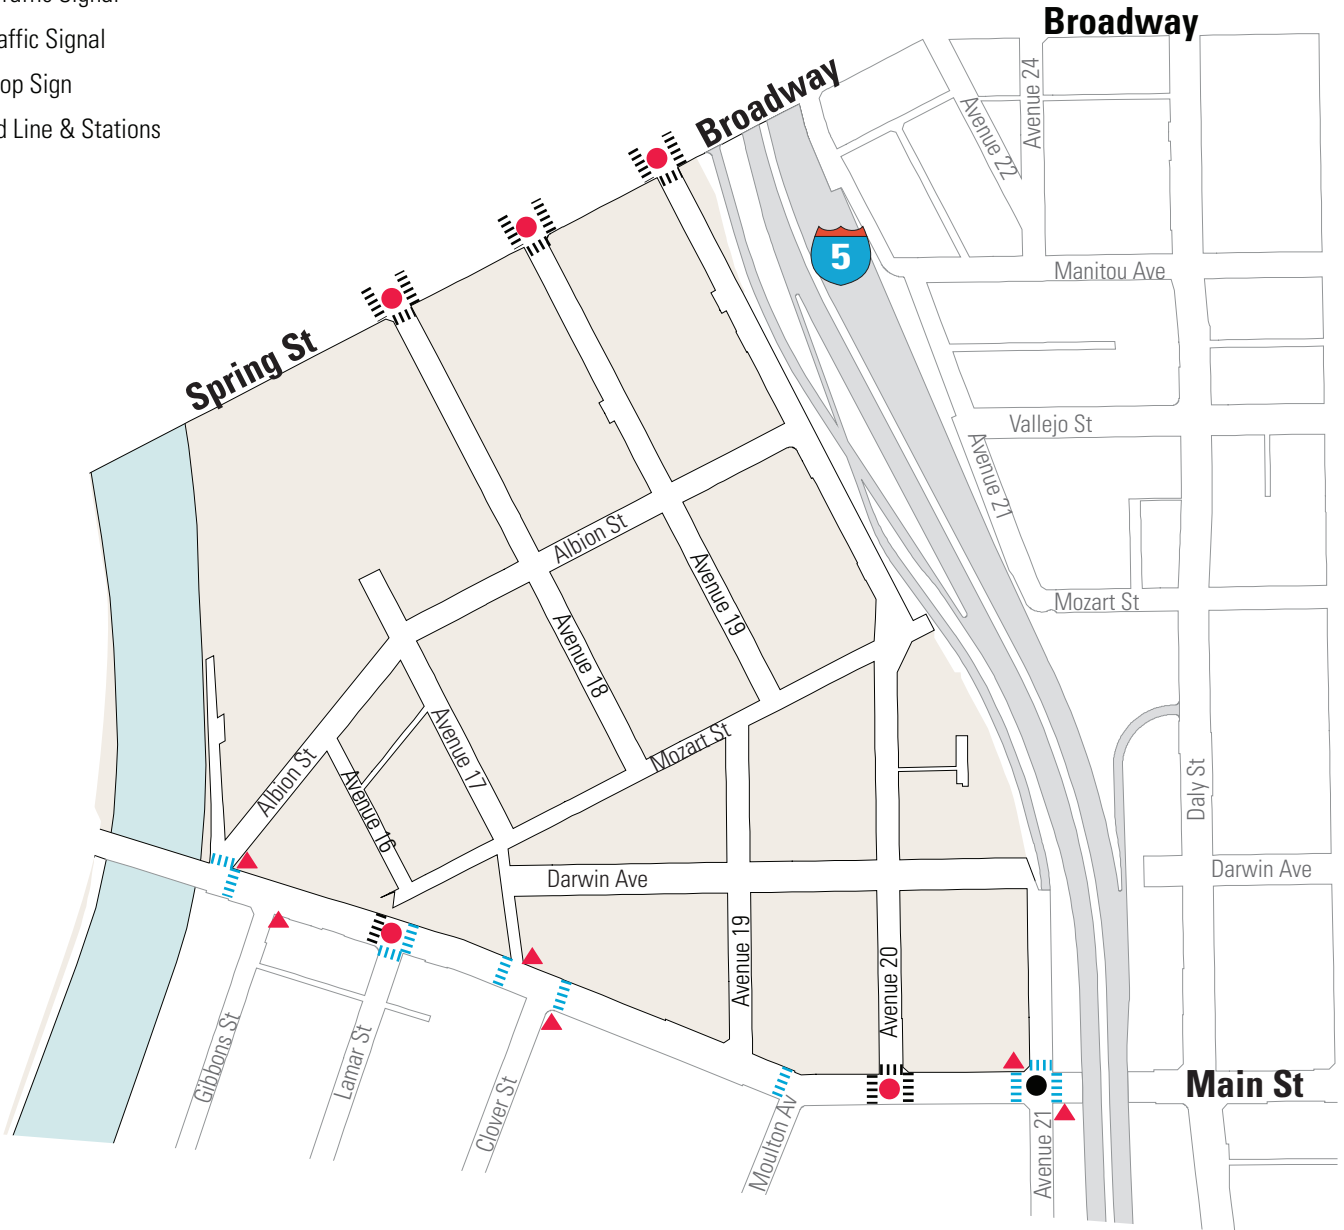 affic Signal
op Sign
d Line & Stations
Broadway
Broadway
Avenue 24
Avenue 22
5
Manitou Ave
Spring St
Vallejo St
Avenue 21
Albion St
Avenue 19
Mozart St
Avenue 18
Mozart St
Avenue 17
Albion St
Avenue 16
Daly St
Darwin Ave
Darwin Ave
Avenue 19
Avenue 20
Gibbons St
Lamar St
Clover St
Moulton Av
Avenue 21
Main St